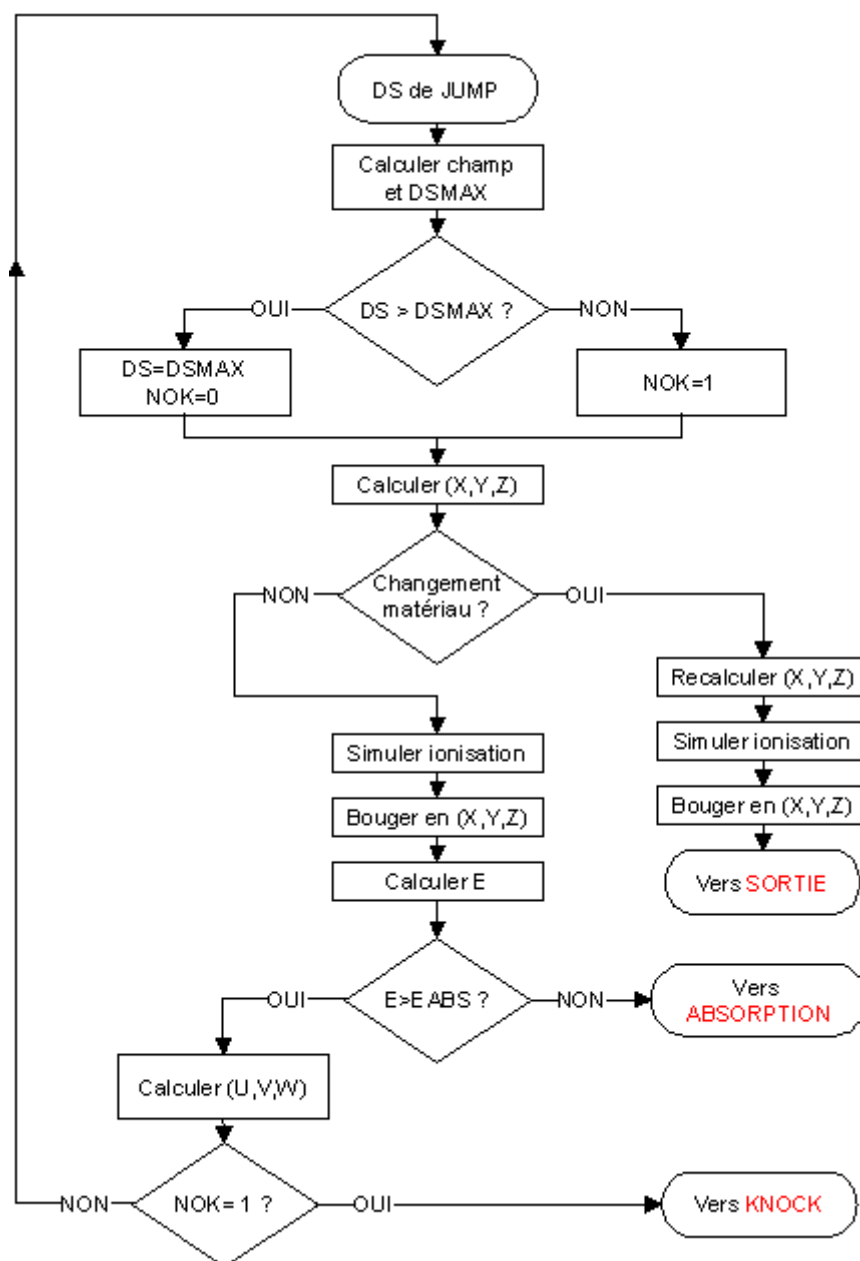 DS de JUMP
Calculer champ
et DSMAX
DS > DSMAX ?
OUI
NON
DS=DSMAX
NOK=0
NOK=1
Calculer (X,Y,Z)
Changement
matériau ?
NON
OUI
Recalculer (X,Y,Z)
Simuler ionisation
Bouger en (X,Y,Z)
Vers SORTIE
Simuler ionisation
Bouger en (X,Y,Z)
Calculer E
E>EABS ?
OUI
NON
Vers
ABSORPTION
Calculer (U,V,W)
NOK= 1 ?
NON
OUI
Vers KNOCK